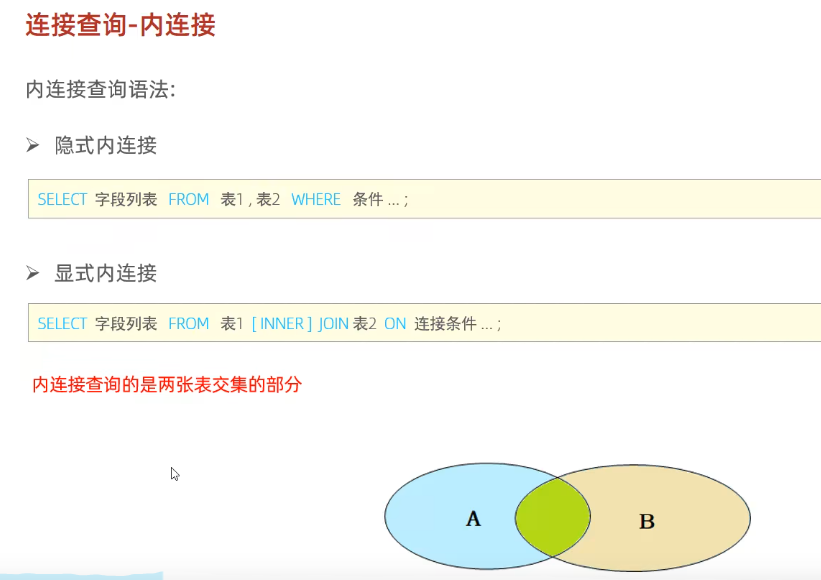 连接查询-内连接
内连接查询语法:
➢ 隐式内连接
SELECT 字段列表 FROM 表1 , 表2 WHERE 条件 ... ;
➢ 显式内连接
SELECT 字段列表 FROM 表1 [ INNER ] JOIN 表2 ON 连接条件 ... ;
内连接查询的是两张表交集的部分
A B